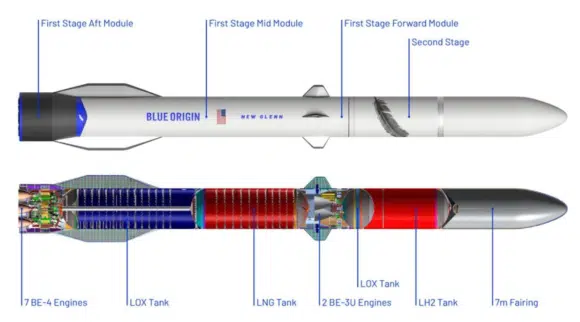 First Stage Aft Module
First Stage Mid Module
First Stage Forward Module
Second Stage
BLUE ORIGIN
NEW GLENN
LOX Tank
7 BE-4 Engines
LOX Tank
LNG Tank
2 BE-3U Engines
LH2 Tank
7m Fairing